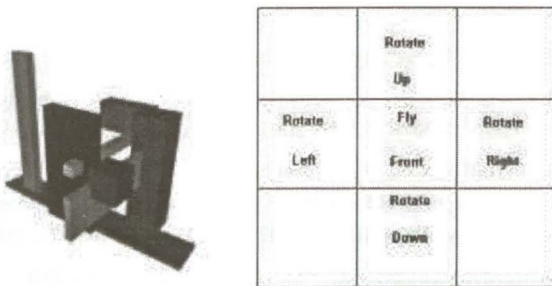 Rotate
Up
Rotate
Left
Fly
Front
Rotate
Right
Rotate
Down